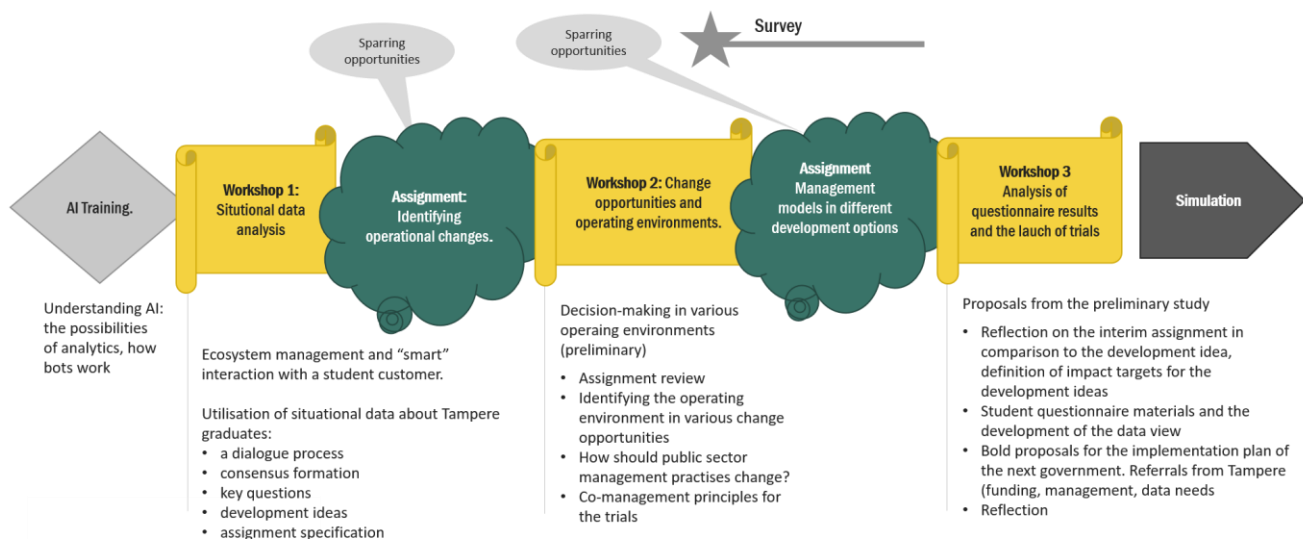 Sparring
opportunities
Sparring
opportunities
Survey
AI Training.
Workshop 1:
Situtional data
analysis
Assignment:
Identifying
operational changes.
Workshop 2: Change
opportunities and
operating environments.
Assignment
Management
models in different
development options
Workshop 3
Analysis of
questionnaire results
and the lauch of trials
Simulation
Understanding AI:
the possibilities
of analytics, how
bots work
Ecosystem management and “smart”
interaction with a student customer.
Utilisation of situational data about Tampere
graduates:
• a dialogue process
• consensus formation
• key questions
• development ideas
• assignment specification
Decision-making in various
operaing environments
(preliminary)
• Assignment review
• Identifying the operating
environment in various change
opportunities
• How should public sector
management practises change?
• Co-management principles for
the trials
Proposals from the preliminary study
• Reflection on the interim assignment in
comparison to the development idea,
definition of impact targets for the
development ideas
• Student questionnaire materials and the
development of the data view
• Bold proposals for the implementation plan of
the next government. Referrals from Tampere
(funding, management, data needs
• Reflection